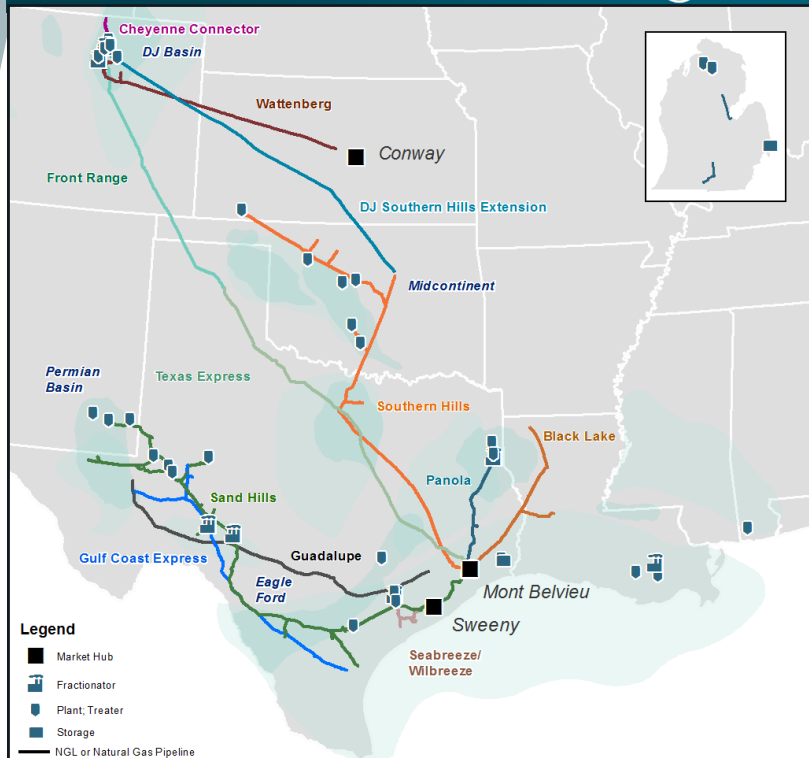 Cheyenne Connector
DJ Basin
Wattenberg
Conway
Front Range
DJ Southern Hills Extension
Midcontinent
Permian
Basin
Texas Express
Southern Hills
Black Lake
Panola
Sand Hills
Gulf Coast Express
Guadalupe
Eagle
Ford
Mont Belvieu
Sweeny
Seabreeze/
Wilbreeze
Legend
Market Hub
Fractionator
Plant; Treater
Storage
NGL or Natural Gas Pipeline